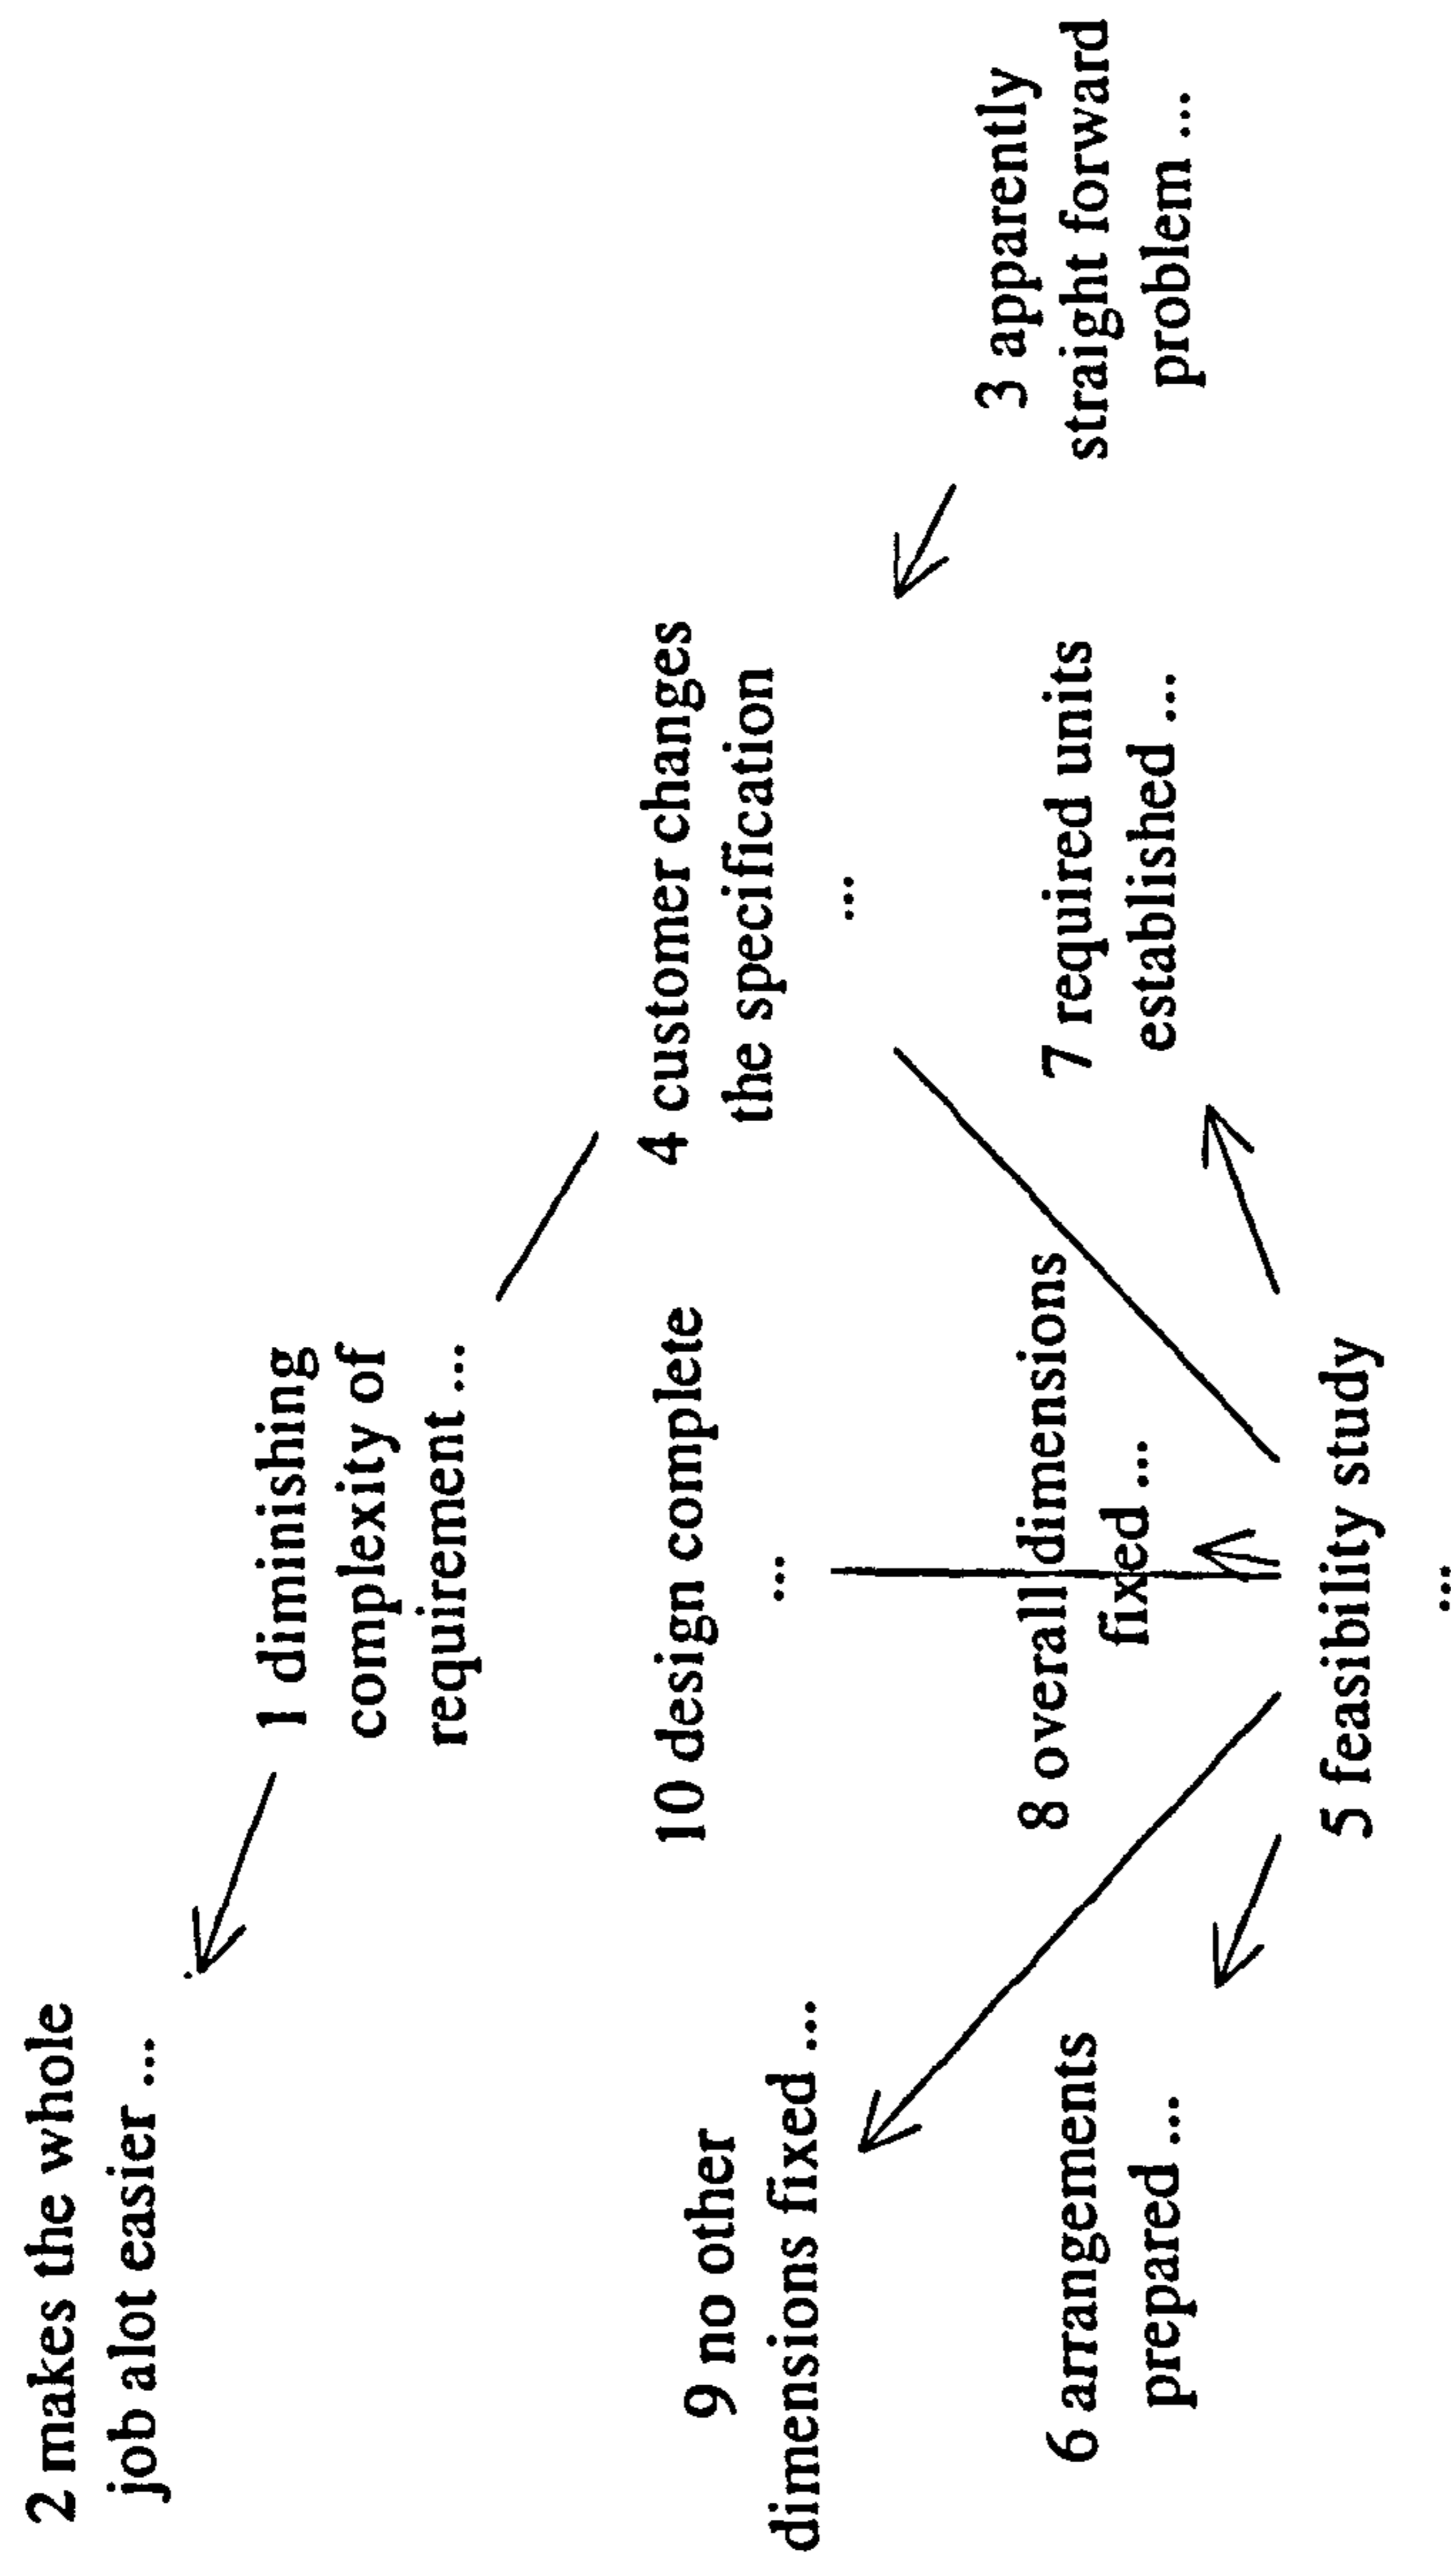 2 makes the whole
job alot easier ...
1 diminishing
complexity of
requirement ...
9 no other
dimensions fixed ...
10 design complete
...
4 customer changes
the specification
...
6 arrangements
prepared ...
8 overall dimensions
fixed ...
7 required units
established ...
3 apparently
straight forward
problem ...
5 feasibility study
...